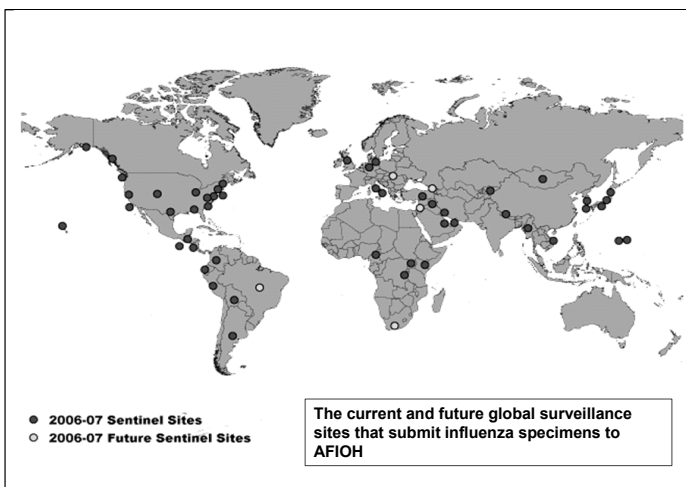 2006-07 Sentinel Sites
2006-07 Future Sentinel Sites
The current and future global surveillance
sites that submit influenza specimens to
AFIOH